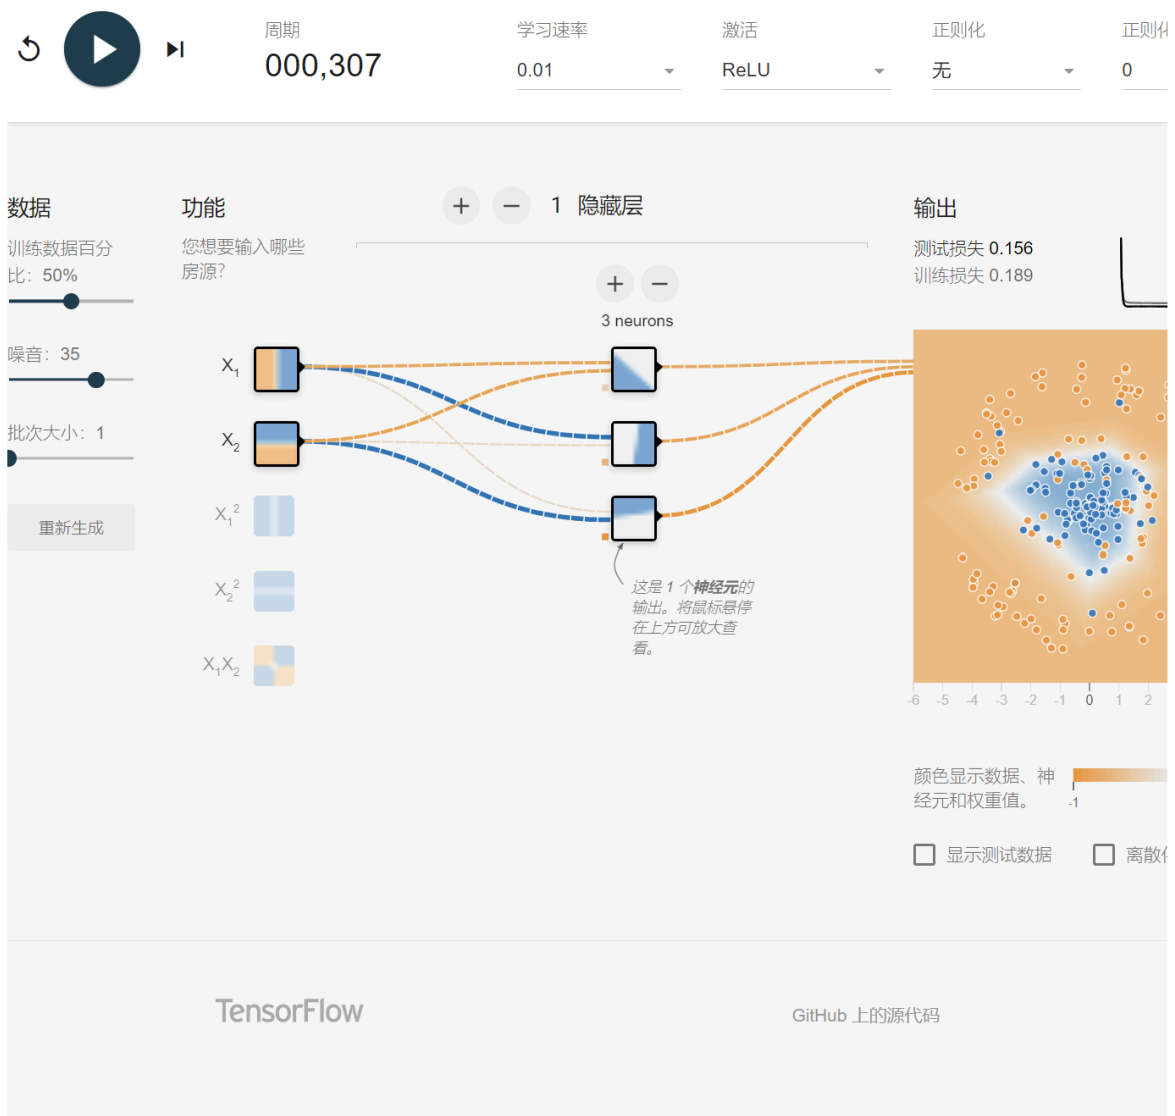 周期
000,307
学习速率
0.01
激活
ReLU
正则化
无
正则化
0
数据
训练数据百分
比：50%
噪音：35
批次大小：1
重新生成
功能
您想要输入哪些
房源？
X1
X2
X1²
X2²
X1X2
1 隐藏层
3 neurons
这是 1 个神经元的
输出。将鼠标悬停
在上方可放大查
看。
输出
测试损失 0.156
训练损失 0.189
-6 -5 -4 -3 -2 -1 0 1 2
颜色显示数据、神
经元和权重值。
-1
显示测试数据
离散
TensorFlow
GitHub 上的源代码